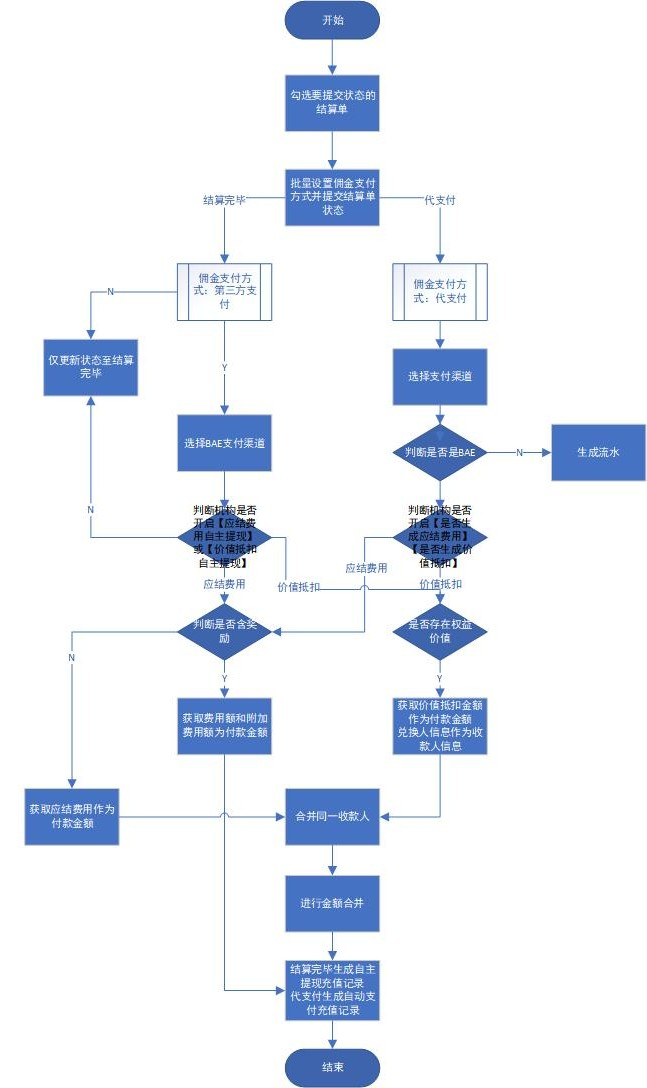 开始
勾选要提交状态的
结算单
批量设置佣金支付
方式并提交结算单
状态
结算完毕
代支付
佣金支付方
式：第三方支
付
佣金支付方
式：代支付
N
仅更新状态至结算
完毕
Y
选择支付渠道
选择BAE支付渠道
判断是否是BAE
N
生成流水
N
判断机构是否
开启【应结费
用自主提现】
或【价值抵扣
自主提现】
判断机构是否
开启【是否生
成应结费用】
【是否生成价
值抵扣】
应结费用
价值抵扣
应结费用
价值抵扣
判断是否含奖
励
是否存在权益
价值
N
Y
Y
获取费用额和附加
费用额为付款金额
获取价值抵扣金额
作为付款金额
兑换人信息作为收
款人信息
获取应结费用作为
付款金额
合并同一收款人
进行金额合并
结算完毕生成自主
提现充值记录
代支付生成自动支
付充值记录
结束